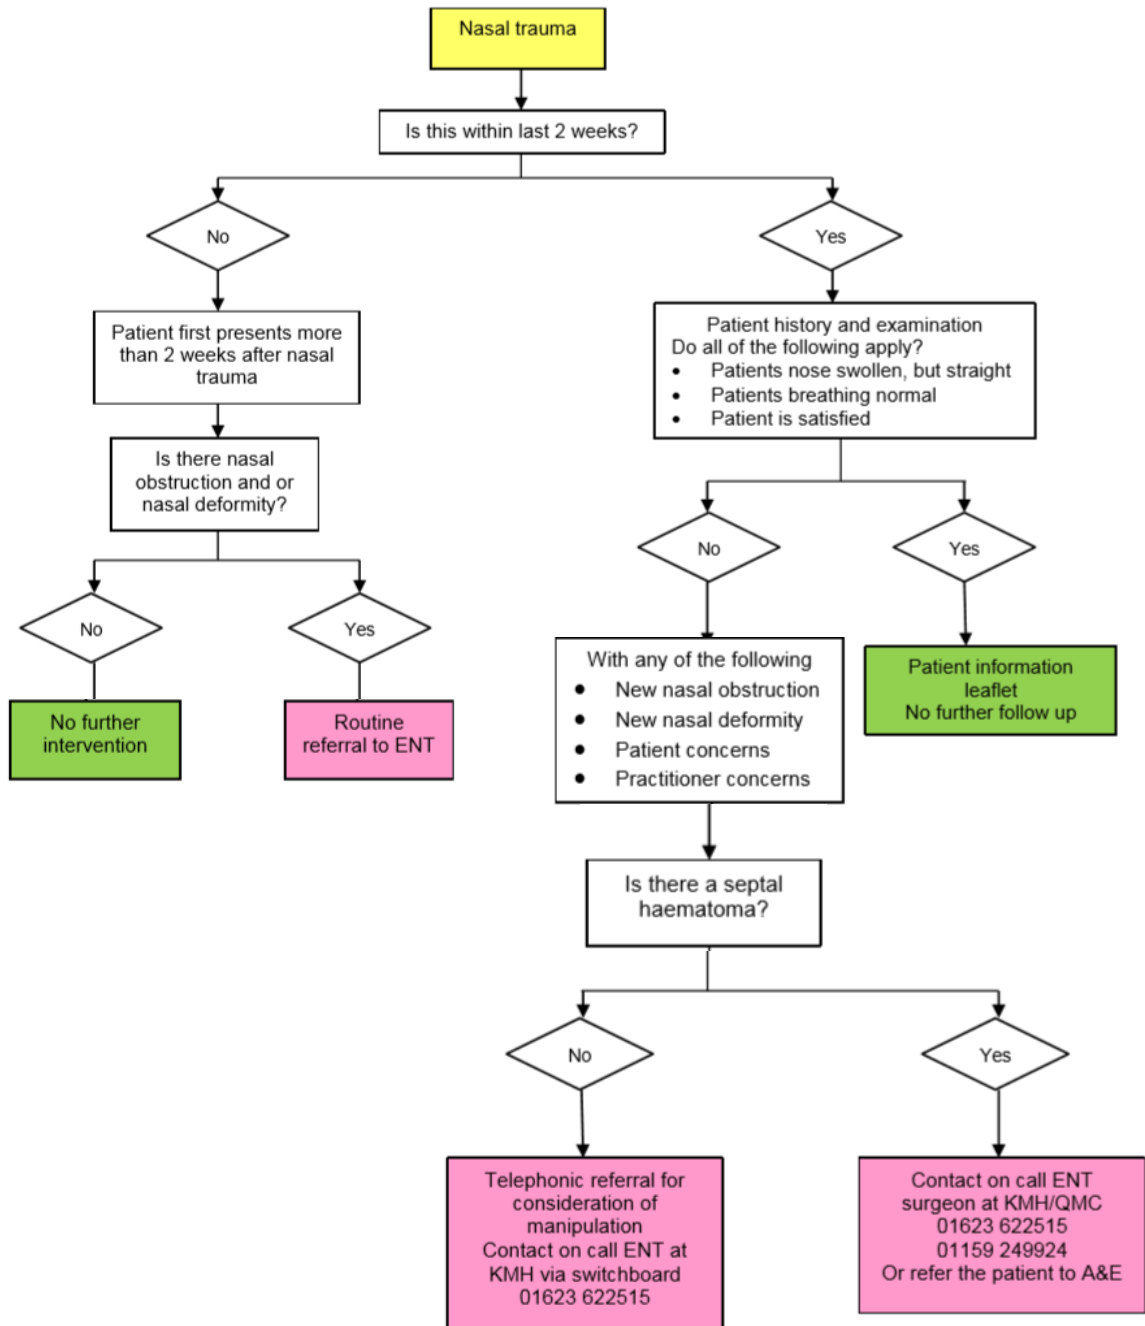 Nasal trauma
Is this within last 2 weeks?
No
Yes
Patient first presents more
than 2 weeks after nasal
trauma
Patient history and examination
Do all of the following apply?
• Patients nose swollen, but straight
• Patients breathing normal
• Patient is satisfied
Is there nasal
obstruction and or
nasal deformity?
No
Yes
No
Yes
No further
intervention
Routine
referral to ENT
With any of the following
• New nasal obstruction
• New nasal deformity
• Patient concerns
• Practitioner concerns
Patient information
leaflet
No further follow up
Is there a septal
haematoma?
No
Yes
Telephonic referral for
consideration of
manipulation
Contact on call ENT at
KMH via switchboard
01623 622515
Contact on call ENT
surgeon at KMH/QMC
01623 622515
01159 249924
Or refer the patient to A&E